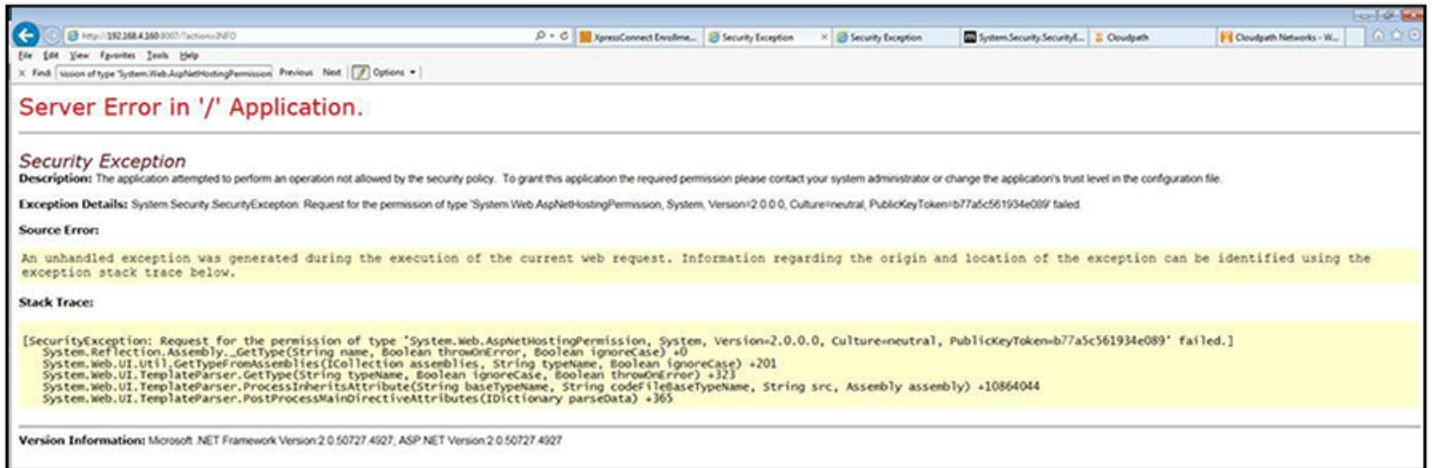 http://192.168.4.160:8007/?action=INFO
XpressConnect Enrollme...
Security Exception
Security Exception
System.Security.SecurityE...
Cloudpath
Cloudpath Networks - W...
File Edit View Favorites Tools Help
Find: ission of type 'System.Web.AspNetHostingPermission Previous Next Options
Server Error in '/' Application.
Security Exception
Description: The application attempted to perform an operation not allowed by the security policy. To grant this application the required permission please contact your system administrator or change the application's trust level in the configuration file.
Exception Details: System.Security.SecurityException: Request for the permission of type 'System.Web.AspNetHostingPermission, System, Version=2.0.0.0, Culture=neutral, PublicKeyToken=b77a5c561934e089' failed.
Source Error:
An unhandled exception was generated during the execution of the current web request. Information regarding the origin and location of the exception can be identified using the
exception stack trace below.
Stack Trace:
[SecurityException: Request for the permission of type 'System.Web.AspNetHostingPermission, System, Version=2.0.0.0, Culture=neutral, PublicKeyToken=b77a5c561934e089' failed.]
System.Reflection.Assembly._GetType(String name, Boolean throwOnError, Boolean ignoreCase) +0
System.Web.UI.Util.GetTypeFromAssemblies(ICollection assemblies, String typeName, Boolean ignoreCase) +201
System.Web.UI.TemplateParser.GetType(String typeName, Boolean ignoreCase, Boolean throwOnError) +323
System.Web.UI.TemplateParser.ProcessInheritsAttribute(String baseTypeName, String codeFileBaseTypeName, String src, Assembly assembly) +10864044
System.Web.UI.TemplateParser.PostProcessMainDirectiveAttributes(IDictionary parseData) +365
Version Information: Microsoft .NET Framework Version:2.0.50727.4927; ASP.NET Version:2.0.50727.4927